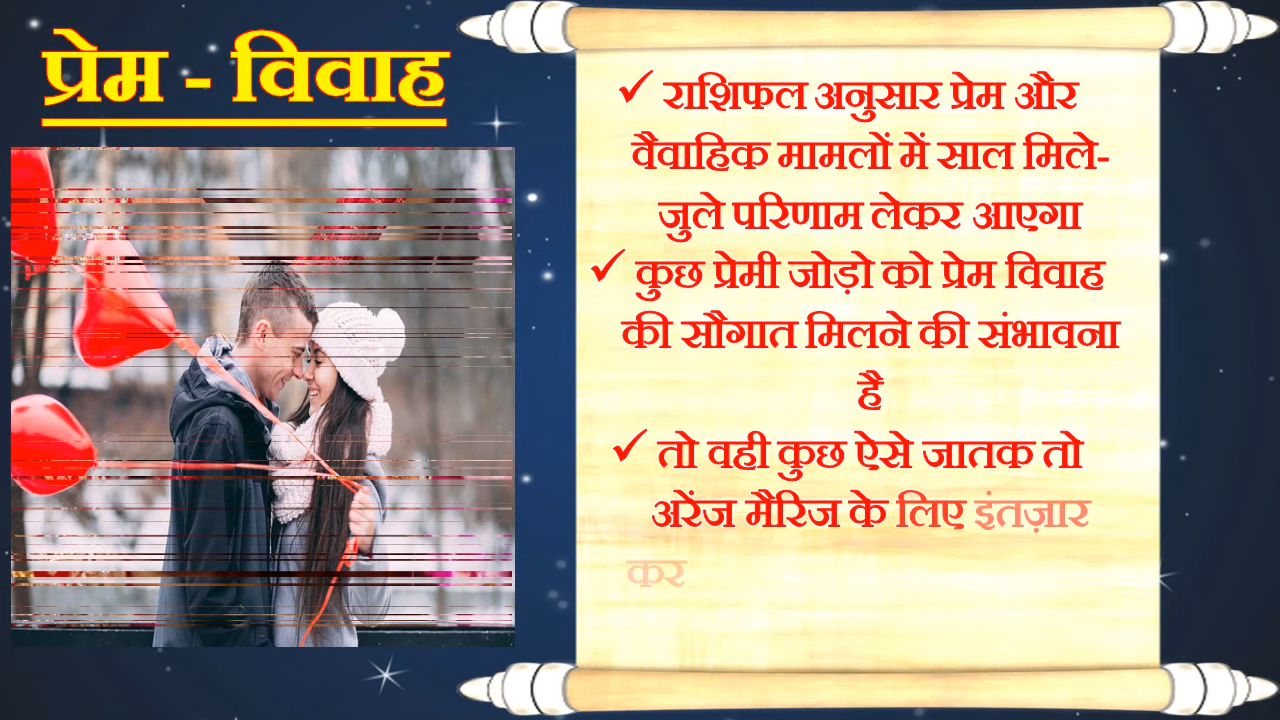 प्रेम - विवाह
✓ राशिफल अनुसार प्रेम और
वैवाहिक मामलों में साल मिले-
जुले परिणाम लेकर आएगा
✓ कुछ प्रेमी जोड़ो को प्रेम विवाह
की सौगात मिलने की संभावना
है
✓ तो वही कुछ ऐसे जातक तो
अरेंज मैरिज के लिए इंतज़ार
कर